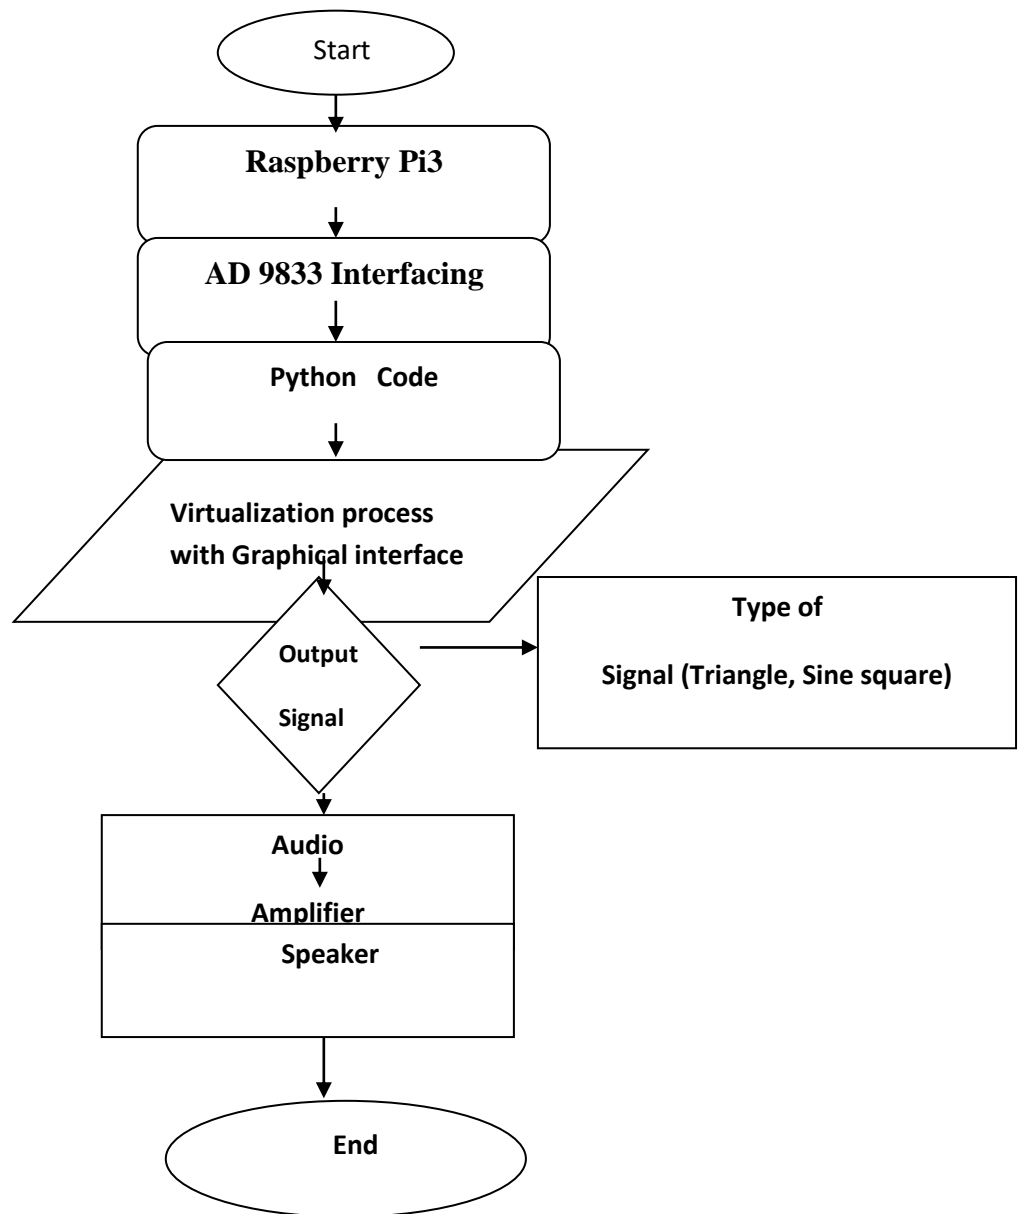 Start
Raspberry Pi3
AD 9833 Interfacing
Python Code
Virtualization process
with Graphical interface
Output
Signal
Type of
Signal (Triangle, Sine square)
Audio
Amplifier
Speaker
End